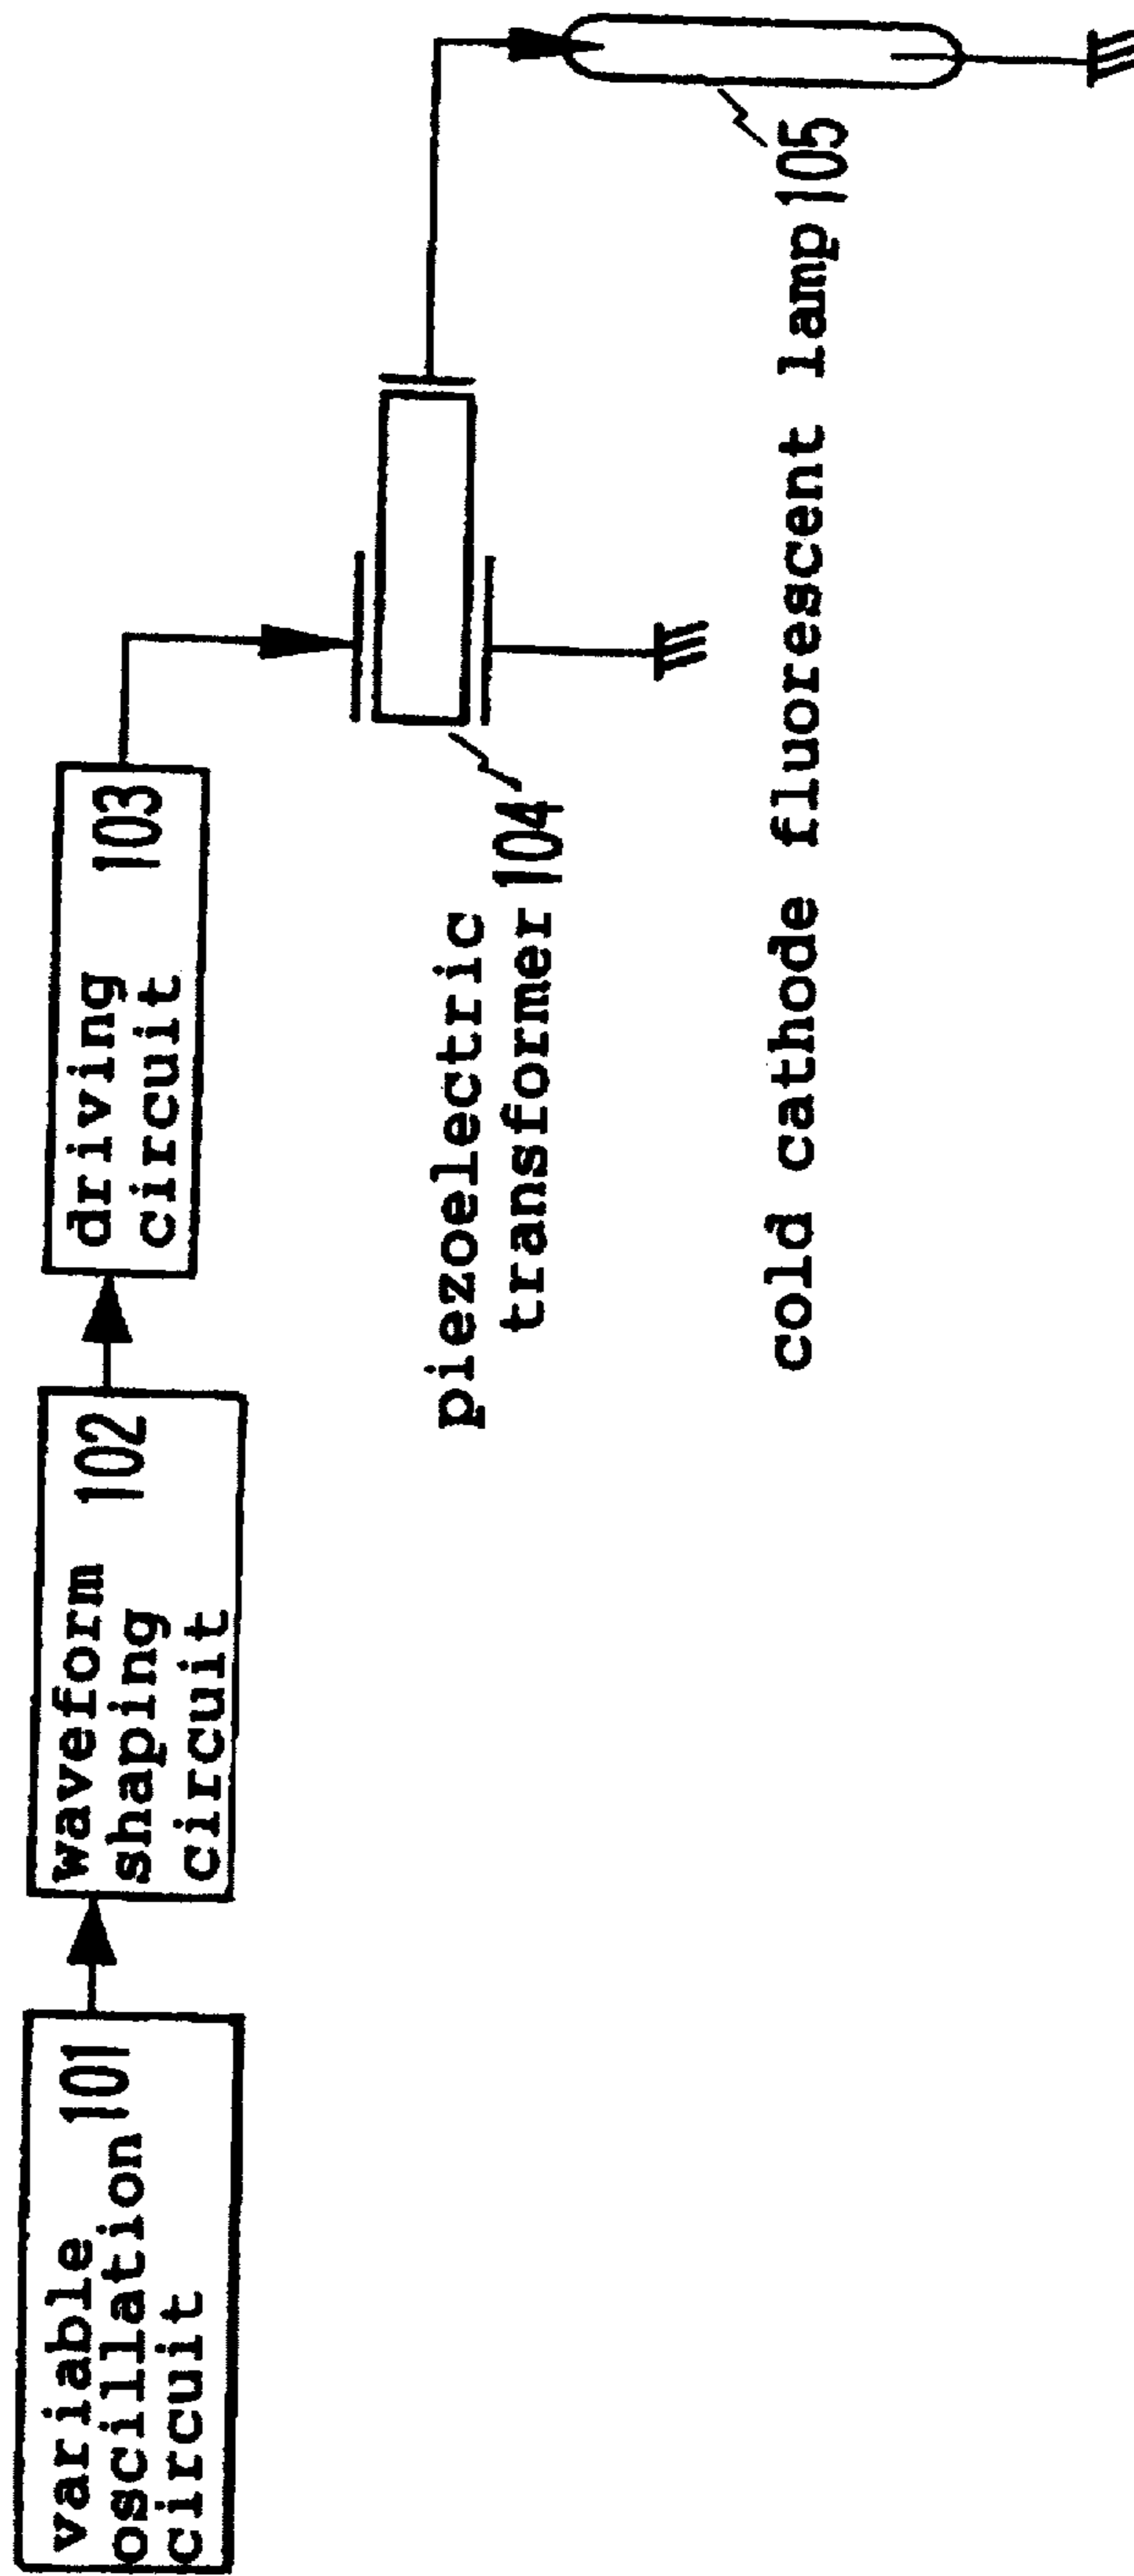 variable 101
oscillation
circuit
waveform 102
shaping
circuit
driving 103
circuit
piezoelectric
transformer 104
cold cathode fluorescent lamp 105